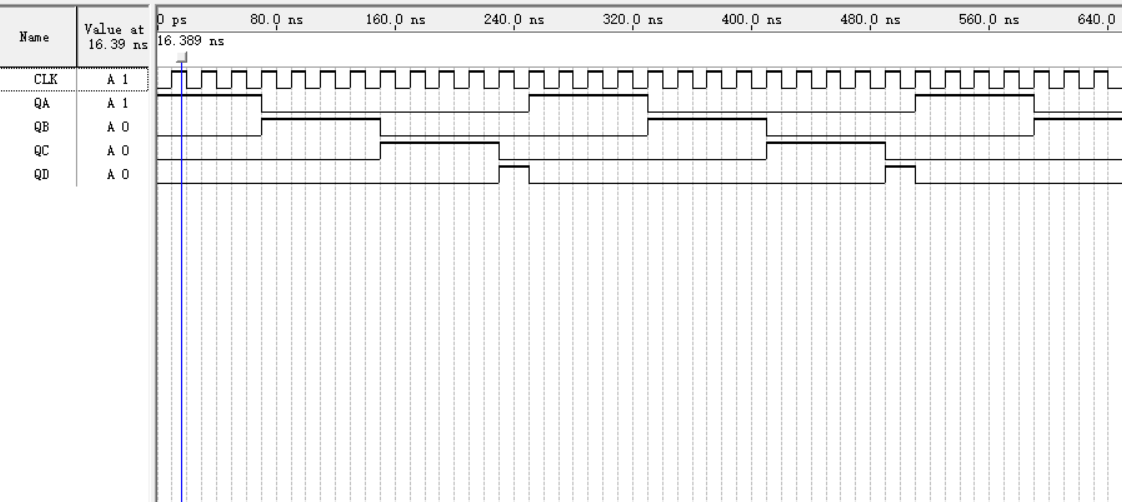 Name
Value at
16.39 ns
0 ps 80.0 ns 160.0 ns 240.0 ns 320.0 ns 400.0 ns 480.0 ns 560.0 ns 640.0
16.389 ns
CLK A 1
QA A 1
QB A 0
QC A 0
QD A 0